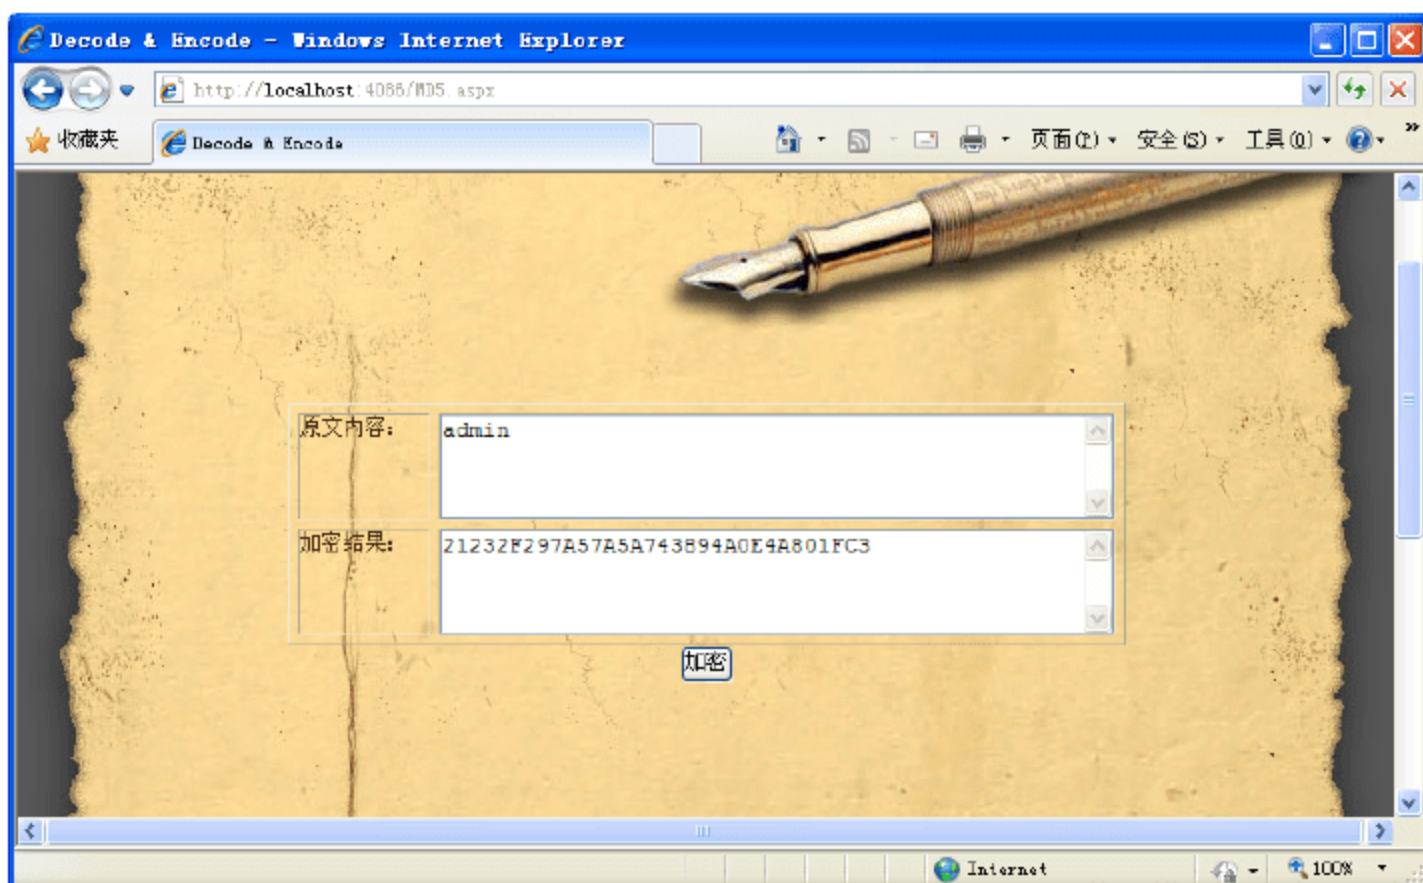 Decode & Encode - Windows Internet Explorer
http://localhost:4088/MD5.aspx
收藏夹
Decode & Encode
页面(P)
安全(S)
工具(O)
原文内容:
admin
加密结果:
21232F297A57A5A743894A0E4A801FC3
加密
Internet
100%